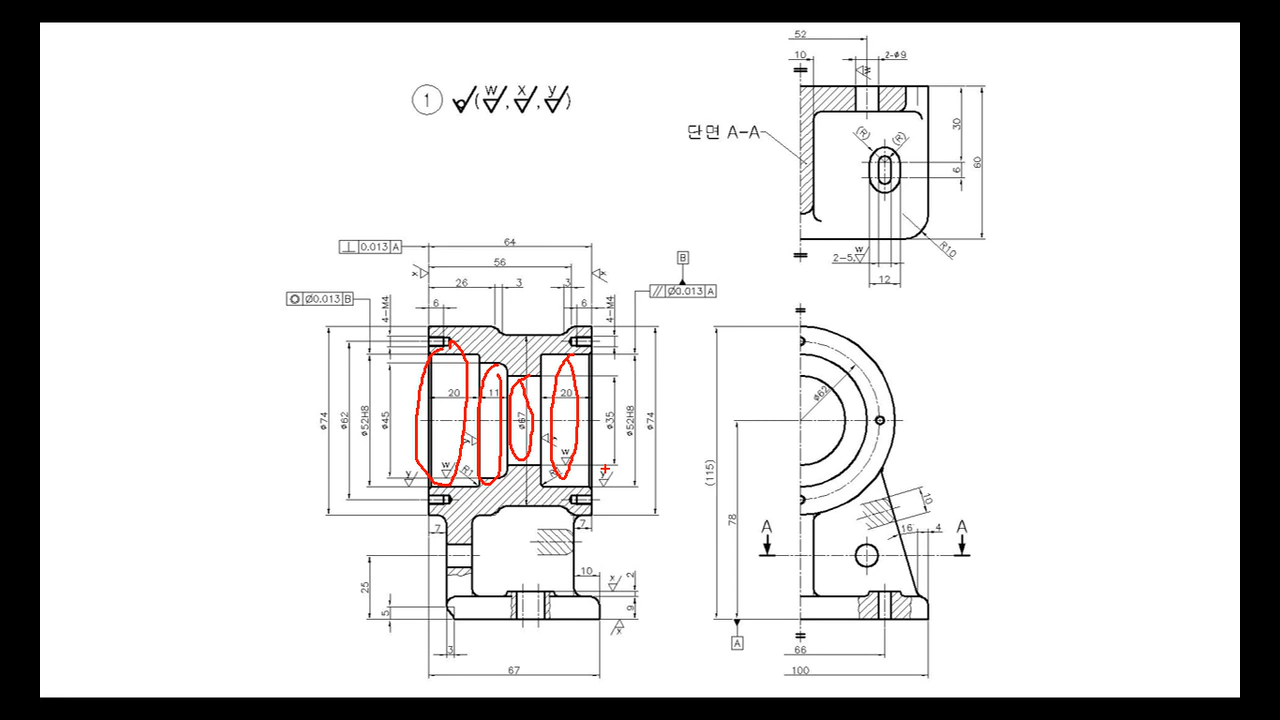 52
10
2-Ø9
w
① ( w , x , y )
단면 A-A
(R)
(R)
30
6
60
R10
w
2-5
12
⊥ 0.013 A
64
56
x
x
26
3
3
B
◎ Ø0.013 B
// Ø0.013 A
6
6
4-M4
4-M4
20
11
20
Ø74
Ø62
Ø52H8
Ø45
Ø67
Ø35
Ø52H8
Ø74
Ø62
y
y
w
R1
w
y
(115)
78
7
7
10
A
A
16
4
25
10
x
2
5
9
x
3
A
67
66
100